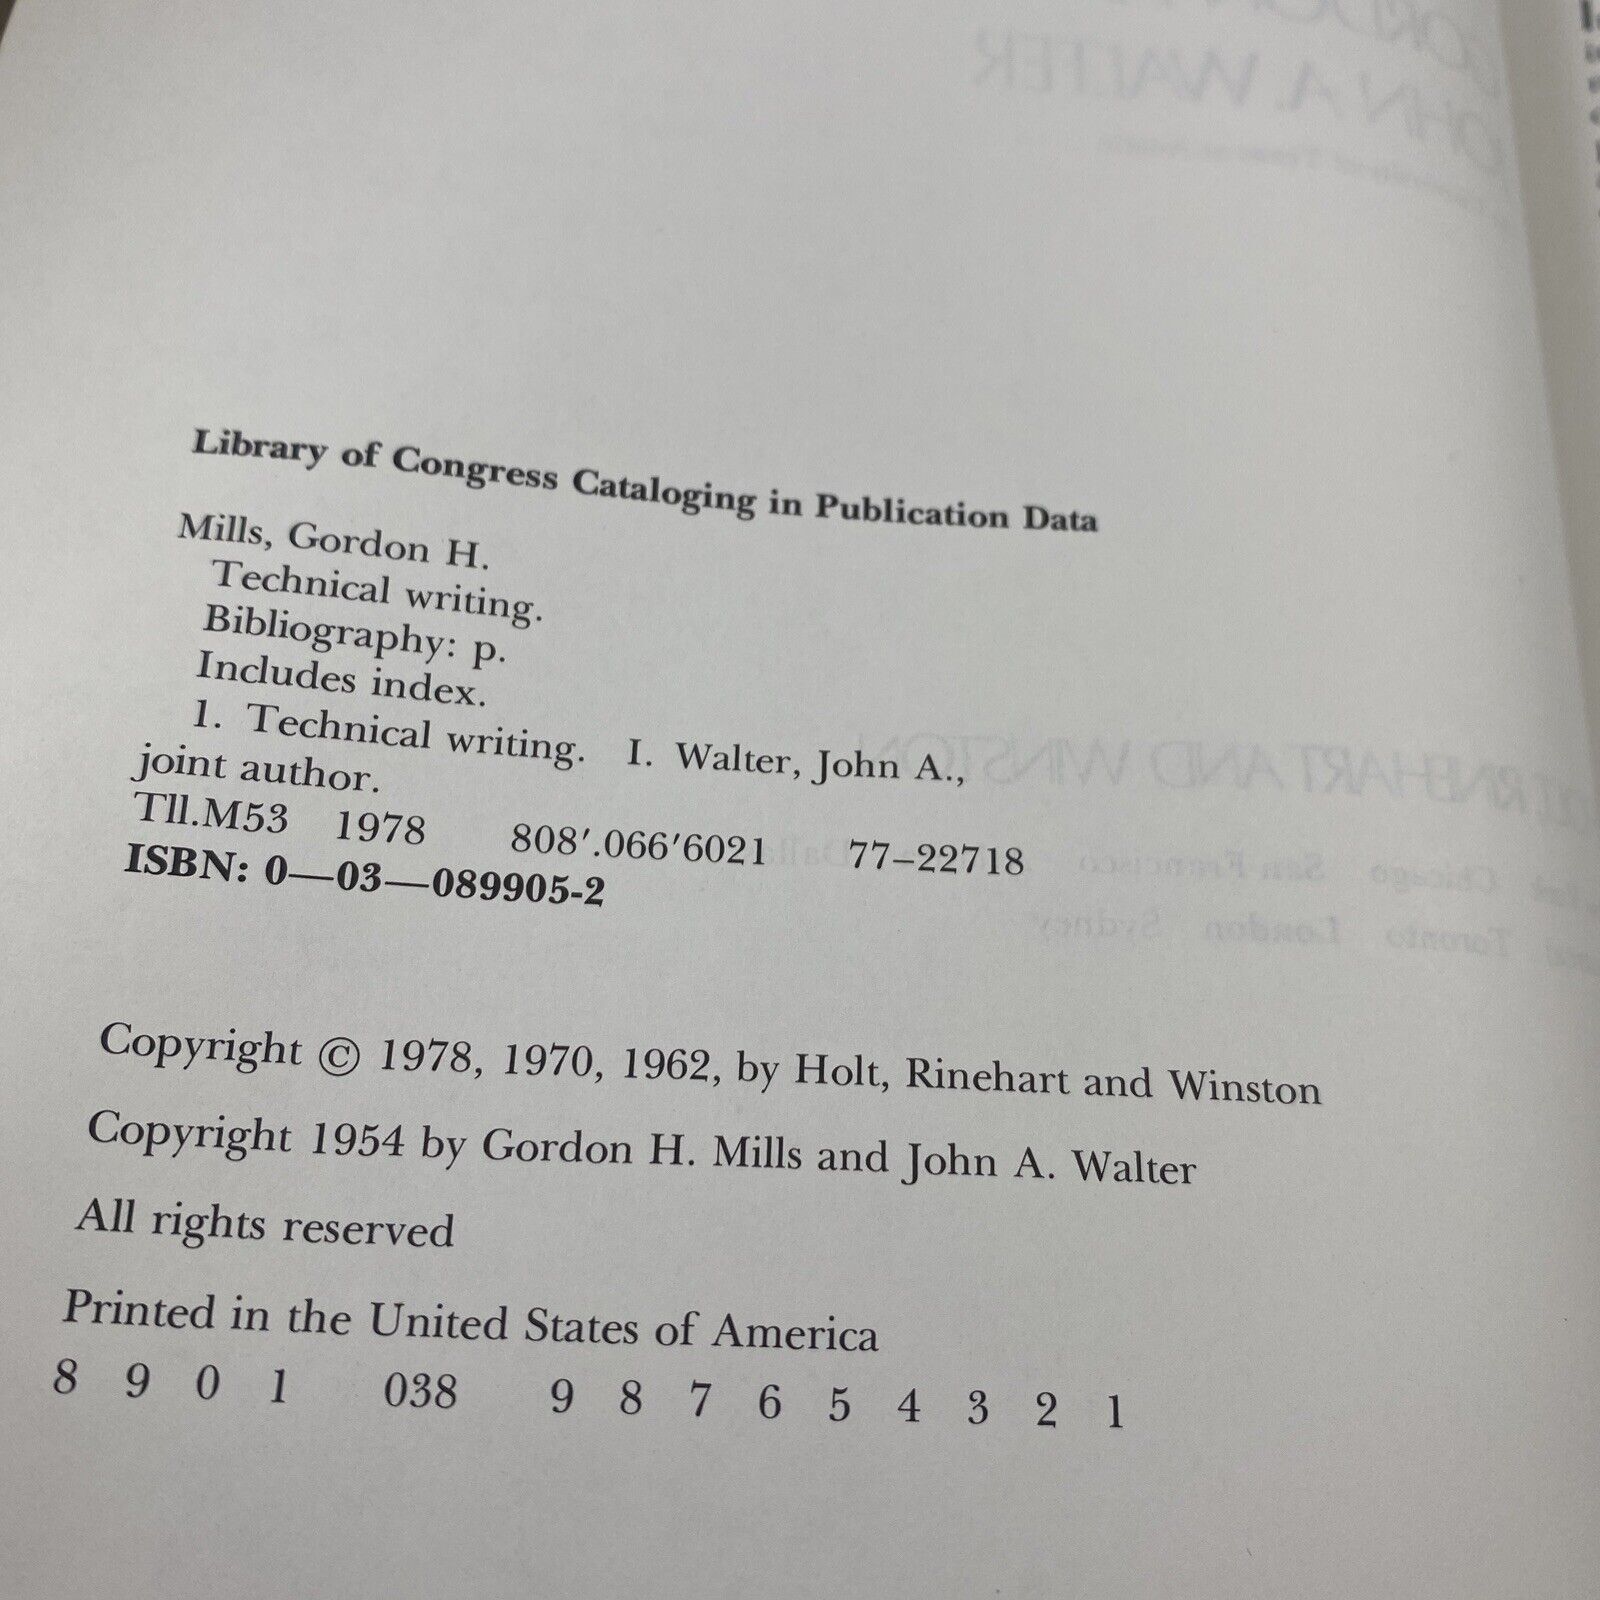 Library of Congress Cataloging in Publication Data
Mills, Gordon H.
Technical writing.
Bibliography: p.
Includes index.
1. Technical writing. I. Walter, John A.,
joint author.
Tll.M53 1978 808'.066'6021 77–22718
ISBN: 0—03—089905-2
Copyright © 1978, 1970, 1962, by Holt, Rinehart and Winston
Copyright 1954 by Gordon H. Mills and John A. Walter
All rights reserved
Printed in the United States of America
8 9 0 1 038 9 8 7 6 5 4 3 2 1